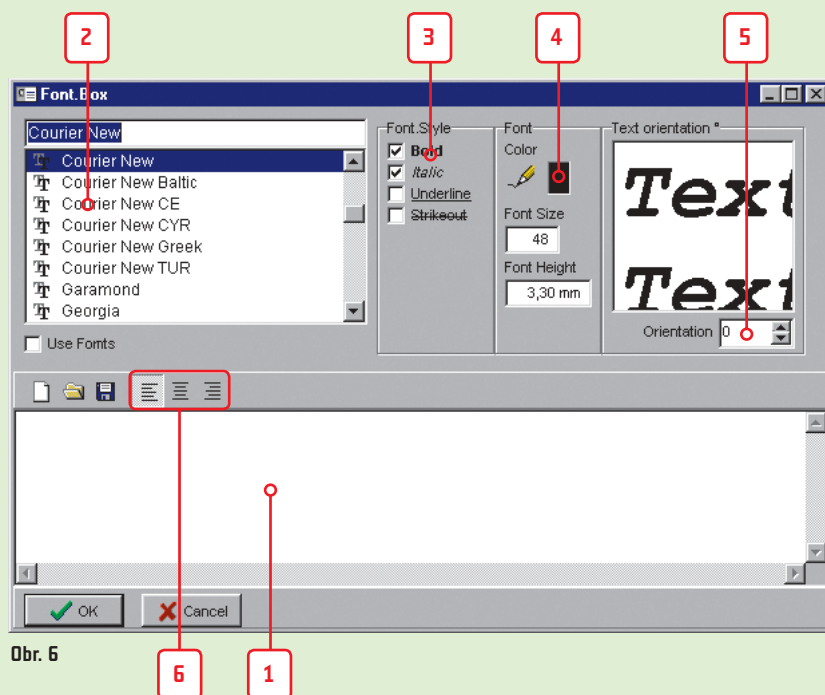 2
3
4
5
Font.Box
Courier New
Courier New
Courier New Baltic
Courier New CE
Courier New CYR
Courier New Greek
Courier New TUR
Garamond
Georgia
Use Fomts
Font.Style
Bold
Italic
Underline
Strikeout
Font
Color
Font Size
48
Font Height
3,30 mm
Text orientation °
Text
Text
Orientation 0
OK
Cancel
Obr. 6
6
1